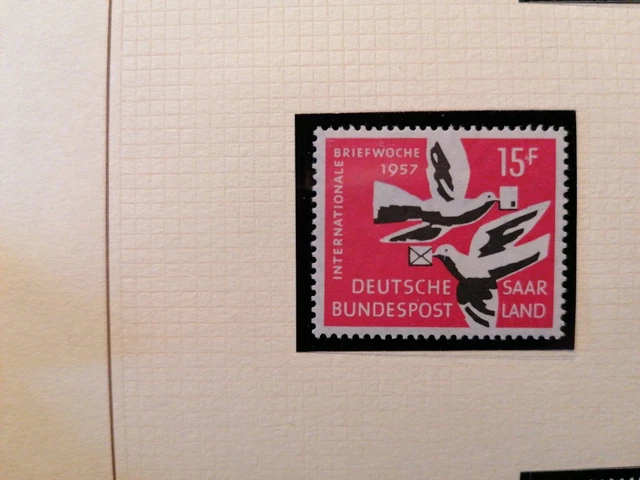 INTERNATIONALE
BRIEFWOCHE
1957
15F
DEUTSCHE
BUNDESPOST
SAAR
LAND